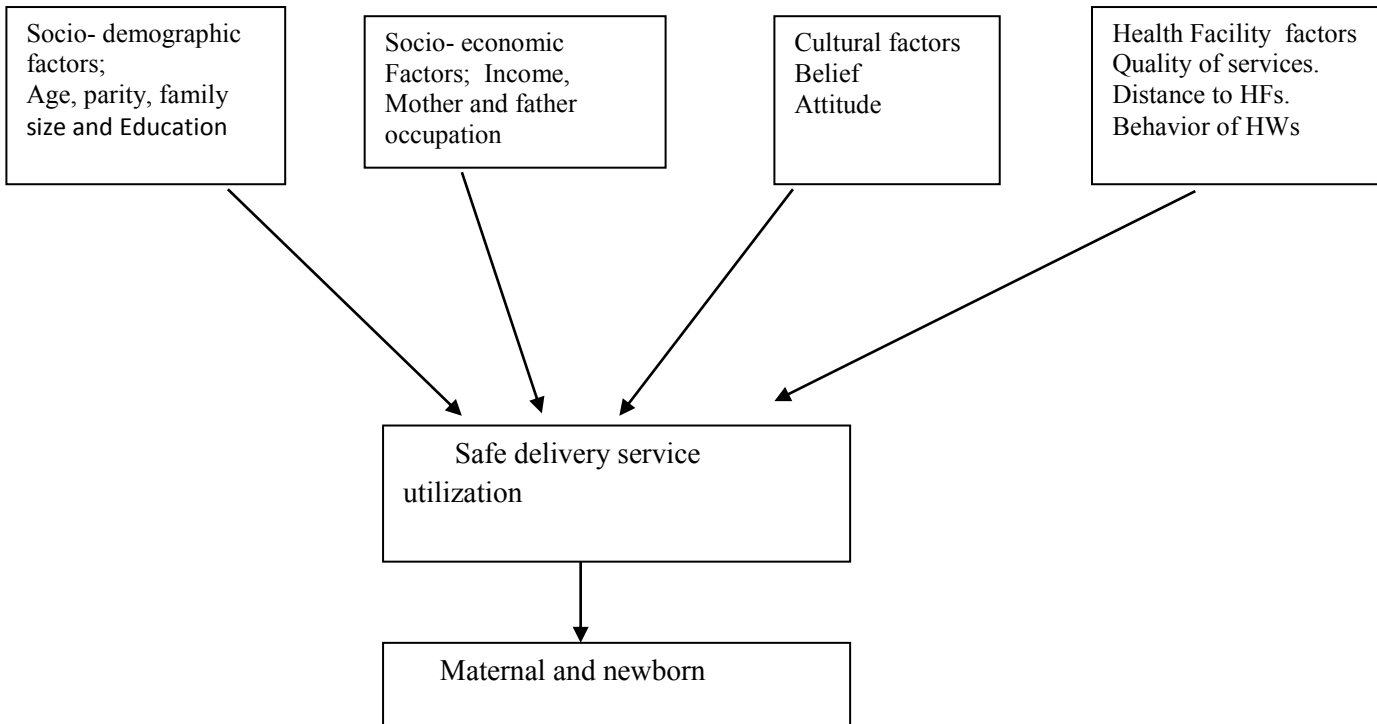 Socio- demographic
factors;
Age, parity, family
size and Education
Socio- economic
Factors; Income,
Mother and father
occupation
Cultural factors
Belief
Attitude
Health Facility factors
Quality of services.
Distance to HFs.
Behavior of HWs
Safe delivery service
utilization
Maternal and newborn